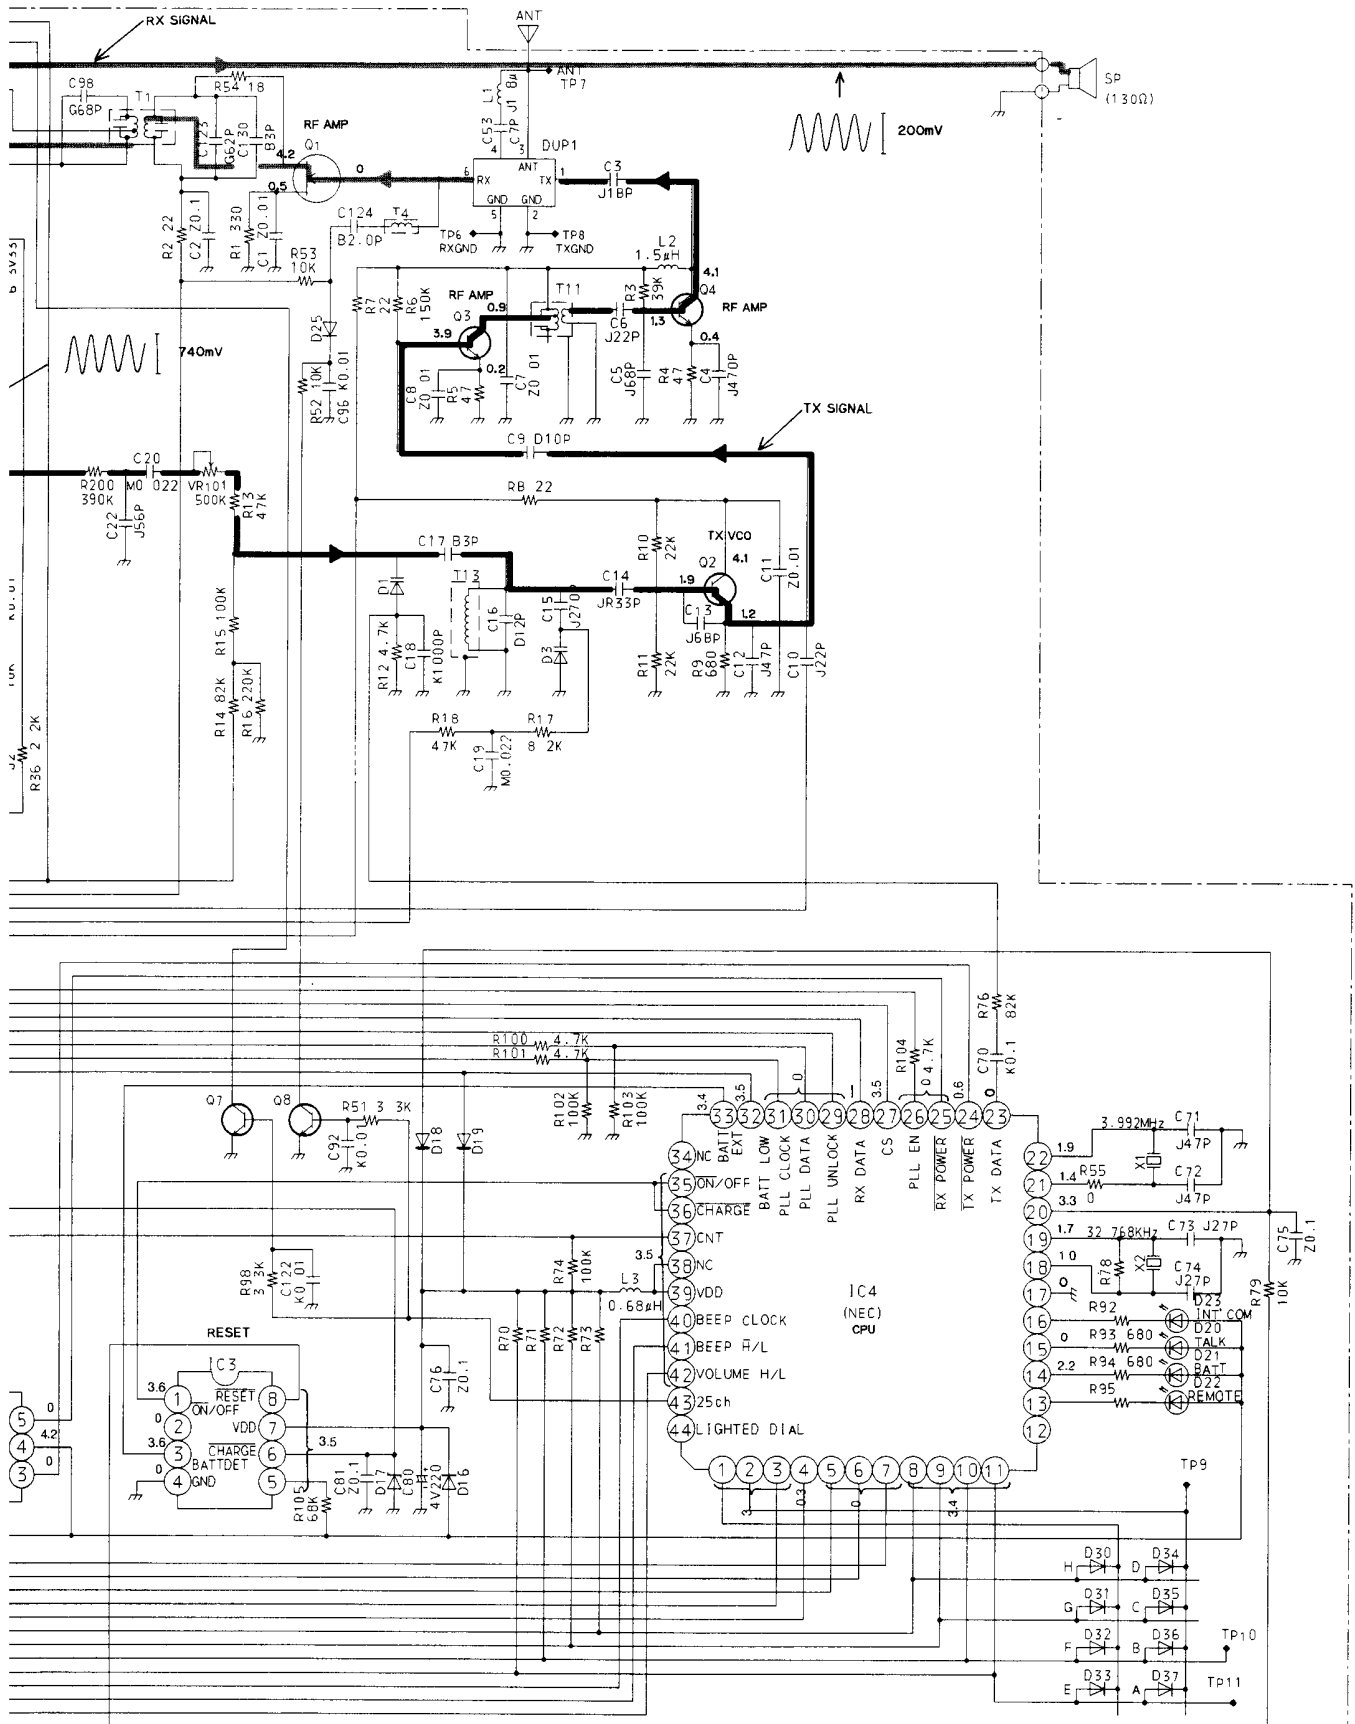 RX SIGNAL
ANT
ANT
TP7
SP
(130Ω)
200mV
C98
G68P
T1
R54 18
C123
G62P
C130
B3P
RF AMP
Q1
4.2
0
0.5
L1
J1 8μ
C53
C7P
4
3
DUP1
ANT
6
RX
TX
1
GND
GND
5
2
C3
J18P
TP6
RXGND
TP8
TXGND
C124
B2.0P
T4
R2 22
C2 Z0.1
R1 330
C1 Z0.01
R53
10K
L2
1.5μH
4.1
Q4
RF AMP
R7
22
R6
150K
RF AMP
Q3
3.9
0.9
T11
C6
J22P
R3
39K
1.3
0.4
0.2
D25
R52 10K
C96 K0.01
C8
Z0 01
R5
47
C7
Z0 01
C5
J68P
R4
47
C4
J470P
740mV
TX SIGNAL
C9 D10P
R200
390K
C20
M0 022
VR101
500K
C22
J56P
R13
47K
R8 22
TX VCO
C17 B3P
R10
22K
Q2
4.1
C11
Z0.01
D1
T13
C16
D12P
C15
J270
C14
JR33P
1.9
C13
J68P
1.2
R15 100K
R12 4.7K
C18
K1000P
D3
R11
22K
R9
680
C12
J47P
C10
J22P
R14 82K
R16 220K
R18
47K
R17
8 2K
C19
M0.022
R36 2 2K
R76
82K
R100 4.7K
R101 4.7K
R104
4.7K
C70
K0.1
Q7
Q8
R51 3 3K
C92
K0.01
D18
D19
R102
100K
R103
100K
3.4
3.5
0
1
3.5
0
0.6
0
33
32
31
30
29
28
27
26
25
24
23
BATT
EXT
BATT LOW
PLL CLOCK
PLL DATA
PLL UNLOCK
RX DATA
CS
PLL EN
RX POWER
TX POWER
TX DATA
34 NC
35 ON/OFF
36 CHARGE
37 CNT
38 NC
39 VDD
40 BEEP CLOCK
41 BEEP H/L
42 VOLUME H/L
43 25ch
44 LIGHTED DIAL
3.5
IC4
(NEC)
CPU
22
1.9
3.992MHz
C71
J47P
21
1.4
R55
0
X1
C72
J47P
20
3.3
19
1.7
32 768KHz
C73 J27P
18
1 0
R78
X2
C74
J27P
17
0
16
R92
D23
INT'COM
15
0
R93 680
D20
TALK
14
2.2
R94 680
D21
BATT
13
R95
D22
REMOTE
12
C75
Z0.1
R79
10K
R98
3 3K
C122
K0 01
R74
100K
L3
0.68μH
R70
R71
R72
R73
C76
Z0.1
RESET
IC3
3.6
1
RESET
ON/OFF
8
0
2
VDD
7
3.6
3
CHARGE
BATTDET
6
3.5
0
4
GND
5
R105
68K
C81
Z0.1
D17
C80
4V220
D16
5
0
4
4.2
3
0
1
2
3
4
5
6
7
8
9
10
11
3
0.3
0
3.4
TP9
H
D30
D
D34
G
D31
C
D35
F
D32
B
D36
TP10
E
D33
A
D37
TP11